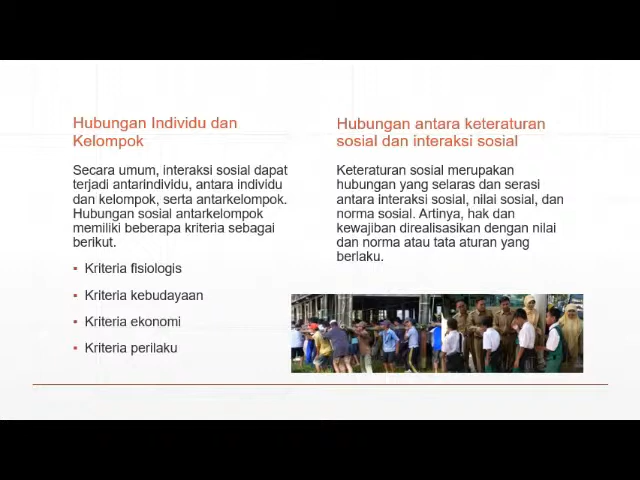 Hubungan Individu dan
Kelompok
Secara umum, interaksi sosial dapat
terjadi antarindividu, antara individu
dan kelompok, serta antarkelompok.
Hubungan sosial antarkelompok
memiliki beberapa kriteria sebagai
berikut.
▪ Kriteria fisiologis
▪ Kriteria kebudayaan
▪ Kriteria ekonomi
▪ Kriteria perilaku
Hubungan antara keteraturan
sosial dan interaksi sosial
Keteraturan sosial merupakan
hubungan yang selaras dan serasi
antara interaksi sosial, nilai sosial, dan
norma sosial. Artinya, hak dan
kewajiban direalisasikan dengan nilai
dan norma atau tata aturan yang
berlaku.